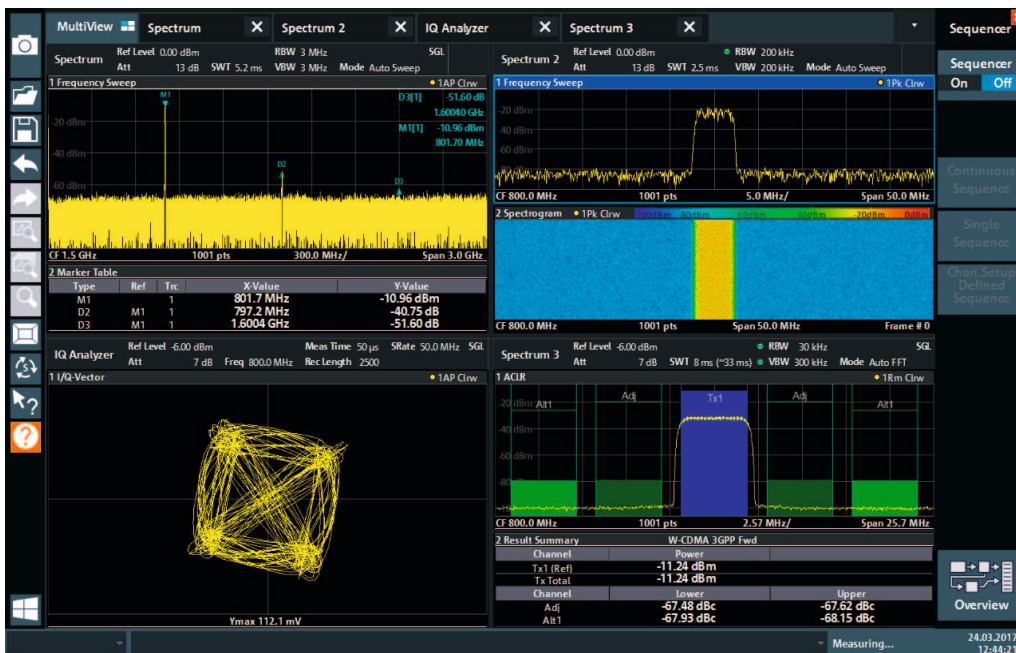 MultiView Spectrum X Spectrum 2 X IQ Analyzer X Spectrum 3 X
Sequencer
Spectrum Ref Level 0.00 dBm RBW 3 MHz SGL
Att 13 dB SWT 5.2 ms VBW 3 MHz Mode Auto Sweep
1 Frequency Sweep 1AP Clrw
M1
D3[1] -51.60 dB
1.60040 GHz
M1[1] -10.96 dBm
801.70 MHz
-20 dBm
-40 dBm
D2
D3
-60 dBm
CF 1.5 GHz 1001 pts 300.0 MHz/ Span 3.0 GHz
2 Marker Table
Type Ref Trc X-Value Y-Value
M1 1 801.7 MHz -10.96 dBm
D2 M1 1 797.2 MHz -40.75 dB
D3 M1 1 1.6004 GHz -51.60 dB
Spectrum 2 Ref Level 0.00 dBm RBW 200 kHz
Att 13 dB SWT 2.5 ms VBW 200 kHz Mode Auto Sweep
1 Frequency Sweep 1Pk Clrw
-20 dBm
-40 dBm
-60 dBm
CF 800.0 MHz 1001 pts 5.0 MHz/ Span 50.0 MHz
2 Spectrogram 1Pk Clrw -100dBm -80dBm -60dBm -40dBm -20dBm 0dBm
CF 800.0 MHz 1001 pts Span 50.0 MHz Frame # 0
IQ Analyzer Ref Level -6.00 dBm Meas Time 50 µs SRate 50.0 MHz SGL
Att 7 dB Freq 800.0 MHz Rec Length 2500
1 I/Q-Vector 1AP Clrw
Ymax 112.1 mV
Spectrum 3 Ref Level -6.00 dBm RBW 30 kHz SGL
Att 7 dB SWT 8 ms (~33 ms) VBW 300 kHz Mode Auto FFT
1 ACLR 1Rm Clrw
Alt1 Adj Tx1 Adj Alt1
-20 dBm
-40 dBm
-60 dBm
-80 dBm
CF 800.0 MHz 1001 pts 2.57 MHz/ Span 25.7 MHz
2 Result Summary W-CDMA 3GPP Fwd
Channel Power
Tx1 (Ref) -11.24 dBm
Tx Total -11.24 dBm
Channel Lower Upper
Adj -67.48 dBc -67.62 dBc
Alt1 -67.93 dBc -68.15 dBc
Sequencer
On Off
Continuous
Sequence
Single
Sequence
Chan.Setup
Defined
Sequence
Overview
Measuring...
24.03.2017
12:44:21